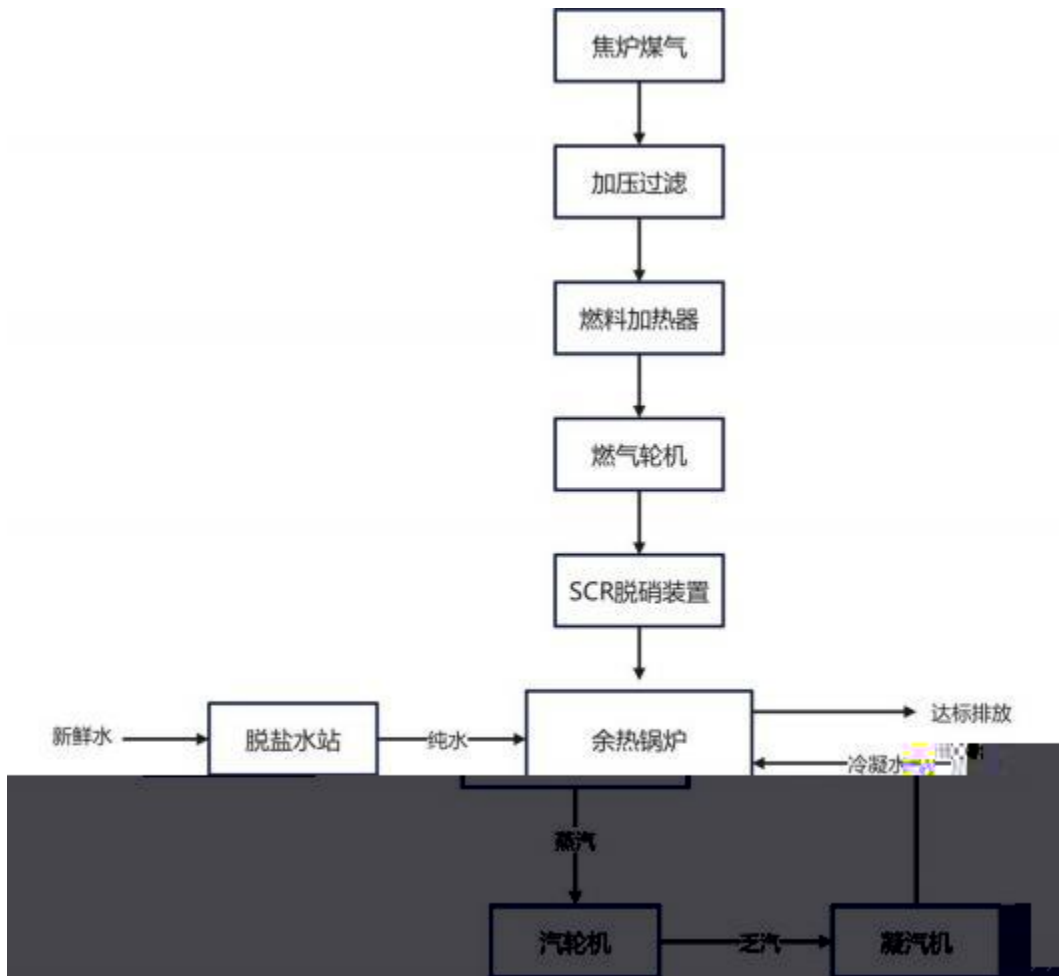 焦炉煤气
加压过滤
燃料加热器
燃气轮机
SCR脱硝装置
新鲜水
脱盐水站
纯水
余热锅炉
达标排放
冷凝水
蒸汽
汽轮机
乏汽
凝汽机